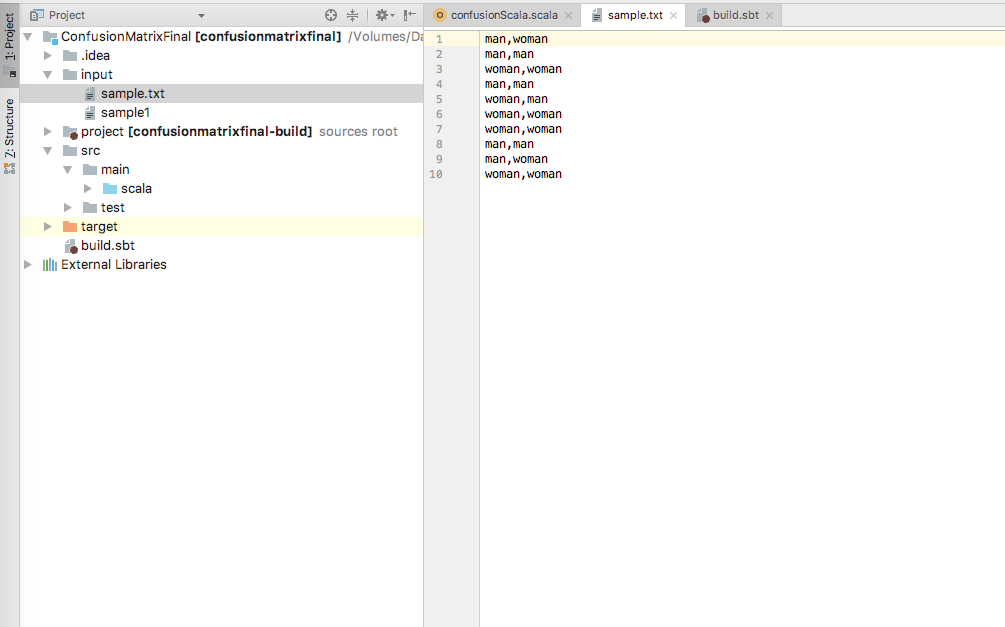 1: Project
7: Structure
Project
ConfusionMatrixFinal [confusionmatrixfinal] /Volumes/Da
.idea
input
sample.txt
sample1
project [confusionmatrixfinal-build] sources root
src
main
scala
test
target
build.sbt
External Libraries
confusionScala.scala sample.txt build.sbt
1 man,woman
2 man,man
3 woman,woman
4 man,man
5 woman,man
6 woman,woman
7 woman,woman
8 man,man
9 man,woman
10 woman,woman